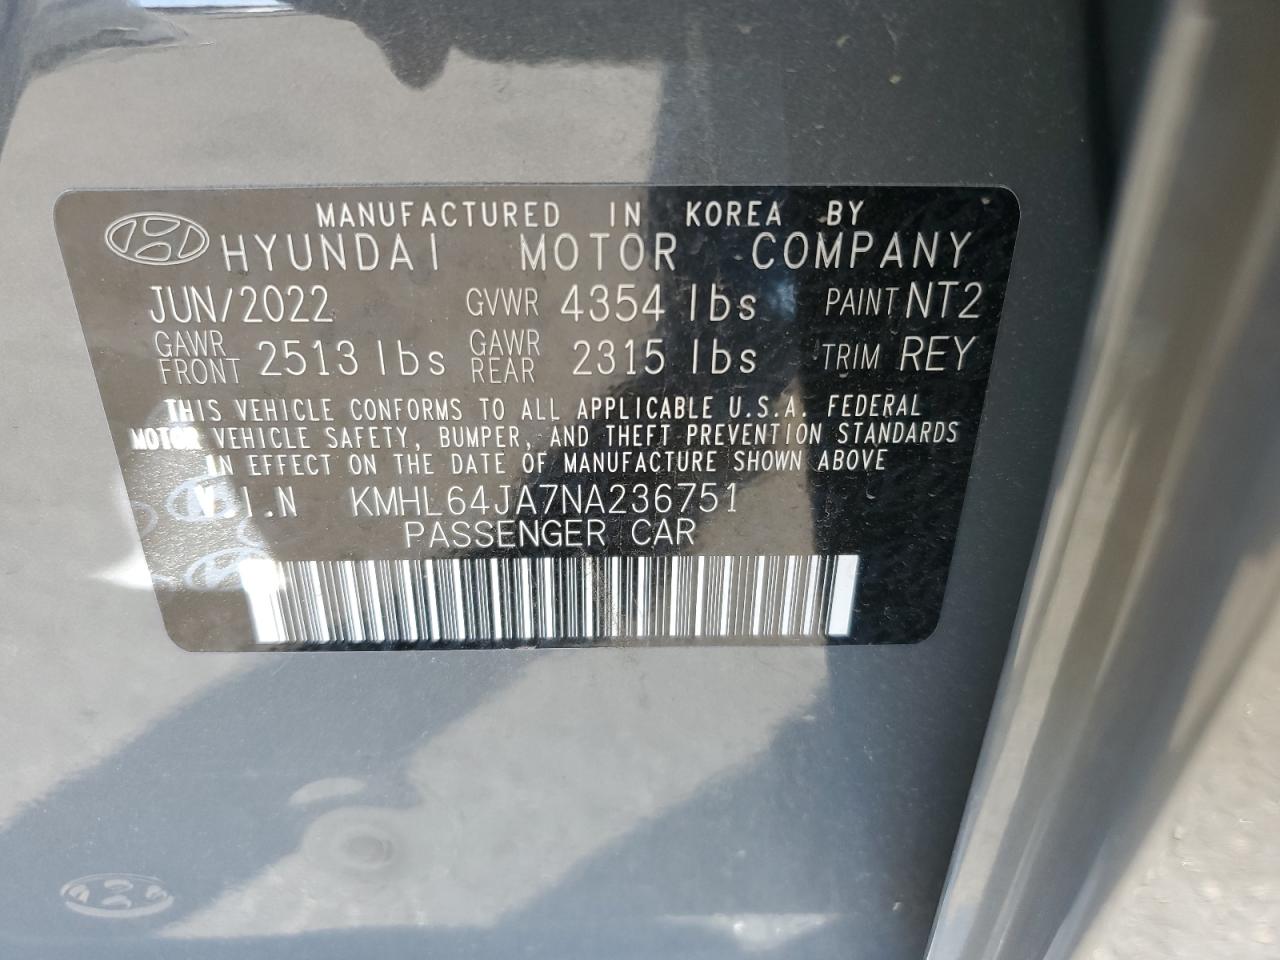 MANUFACTURED IN KOREA BY
HYUNDAI MOTOR COMPANY
JUN/2022 GVWR 4354 lbs PAINT NT2
GAWR FRONT 2513 lbs GAWR REAR 2315 lbs TRIM REY
THIS VEHICLE CONFORMS TO ALL APPLICABLE U.S.A. FEDERAL
MOTOR VEHICLE SAFETY, BUMPER, AND THEFT PREVENTION STANDARDS
IN EFFECT ON THE DATE OF MANUFACTURE SHOWN ABOVE
V.I.N KMHL64JA7NA236751
PASSENGER CAR